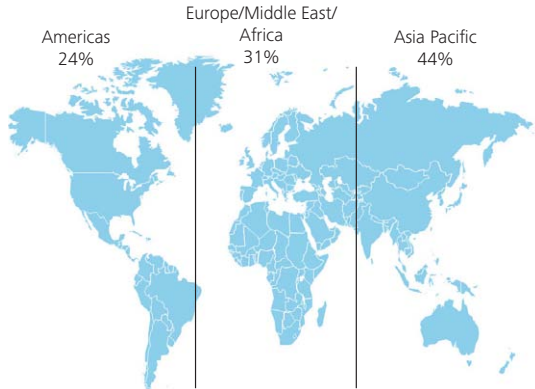 Americas
24%
Europe/Middle East/
Africa
31%
Asia Pacific
44%